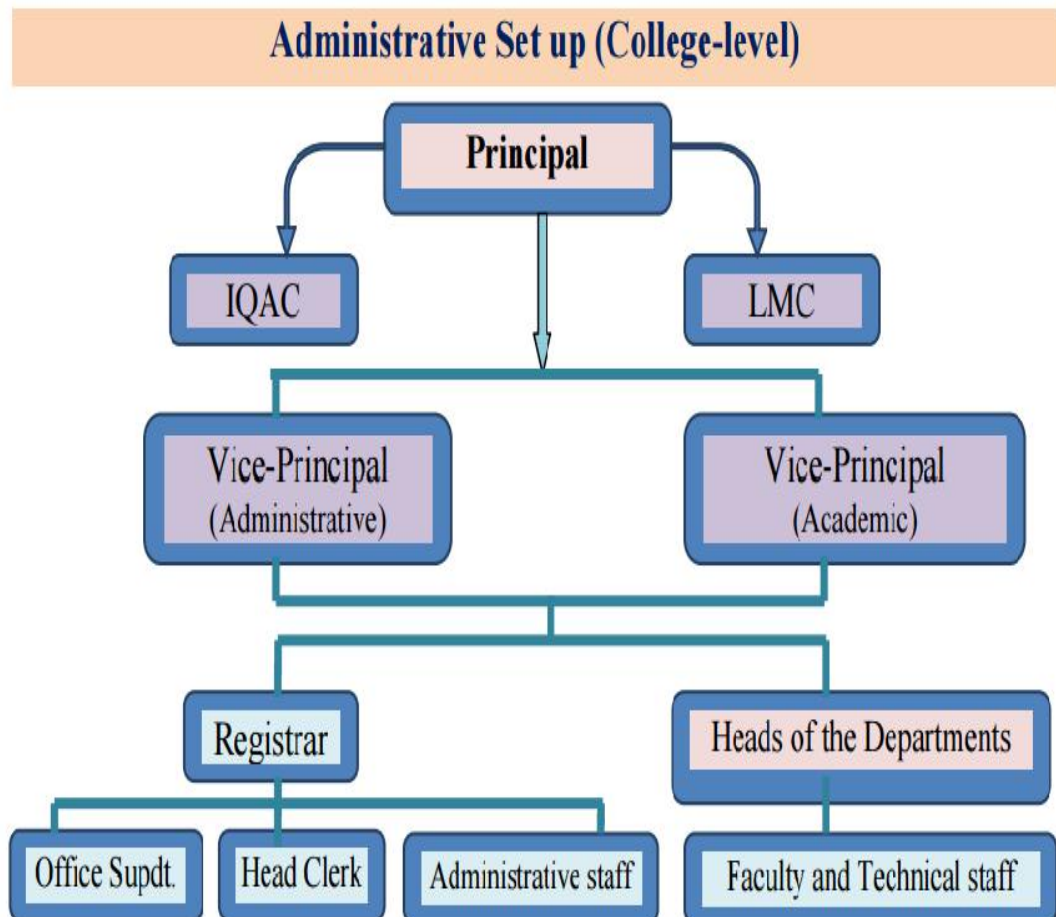 Administrative Set up (College-level)
Principal
IQAC
LMC
Vice-Principal
(Administrative)
Vice-Principal
(Academic)
Registrar
Heads of the Departments
Office Supdt.
Head Clerk
Administrative staff
Faculty and Technical staff